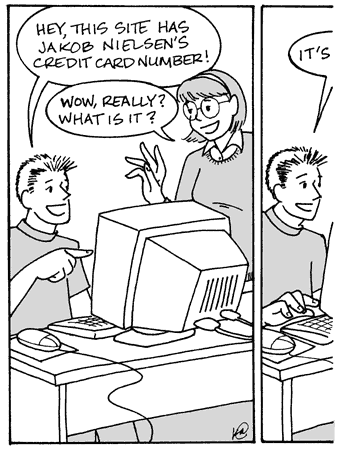 HEY, THIS SITE HAS
JAKOB NIELSEN'S
CREDIT CARD NUMBER!
WOW, REALLY?
WHAT IS IT?
IT'S